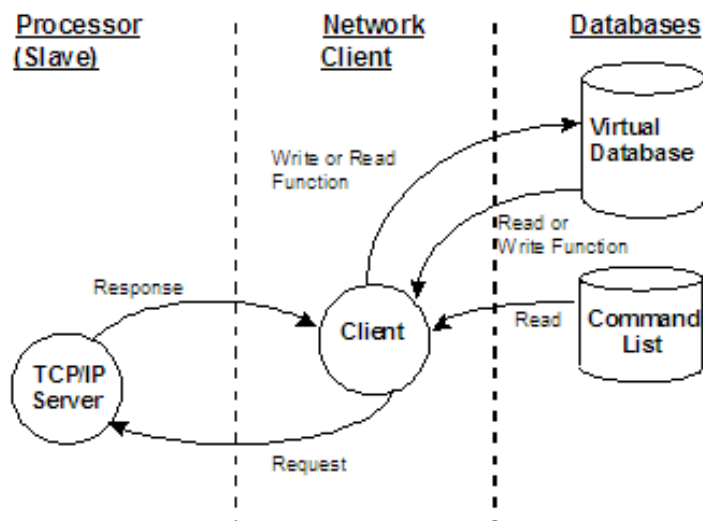 Processor
(Slave)
Network
Client
Databases
Virtual
Database
Write or Read
Function
Read or
Write Function
Response
Client
Read
Command
List
TCP/IP
Server
Request